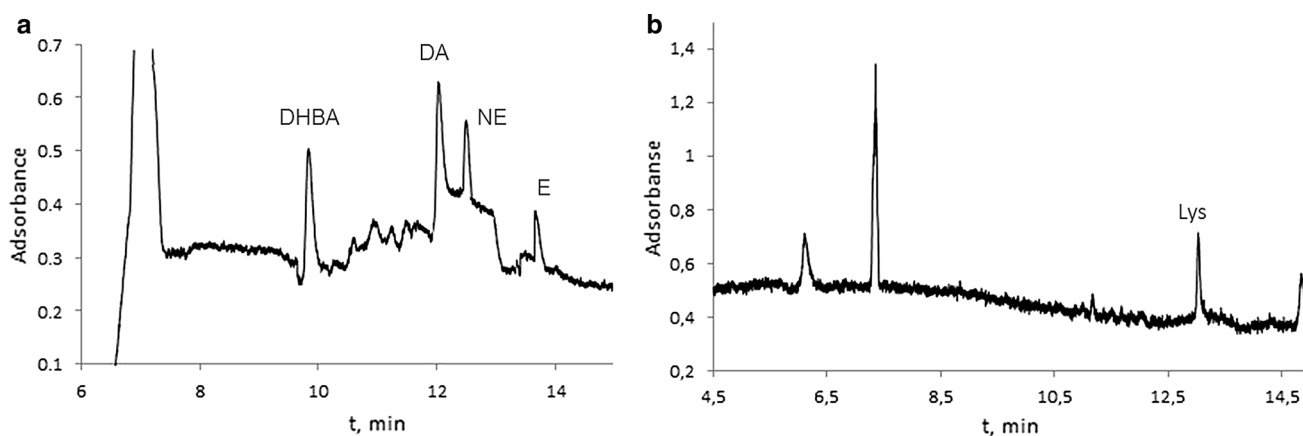 a
0.7
0.6
0.5
0.4
0.3
0.2
0.1
Adsorbance
DHBA
DA
NE
E
6 8 10 12 14
t, min
b
1,4
1,2
1
0,8
0,6
0,4
0,2
Adsorbanse
Lys
4,5 6,5 8,5 10,5 12,5 14,5
t, min